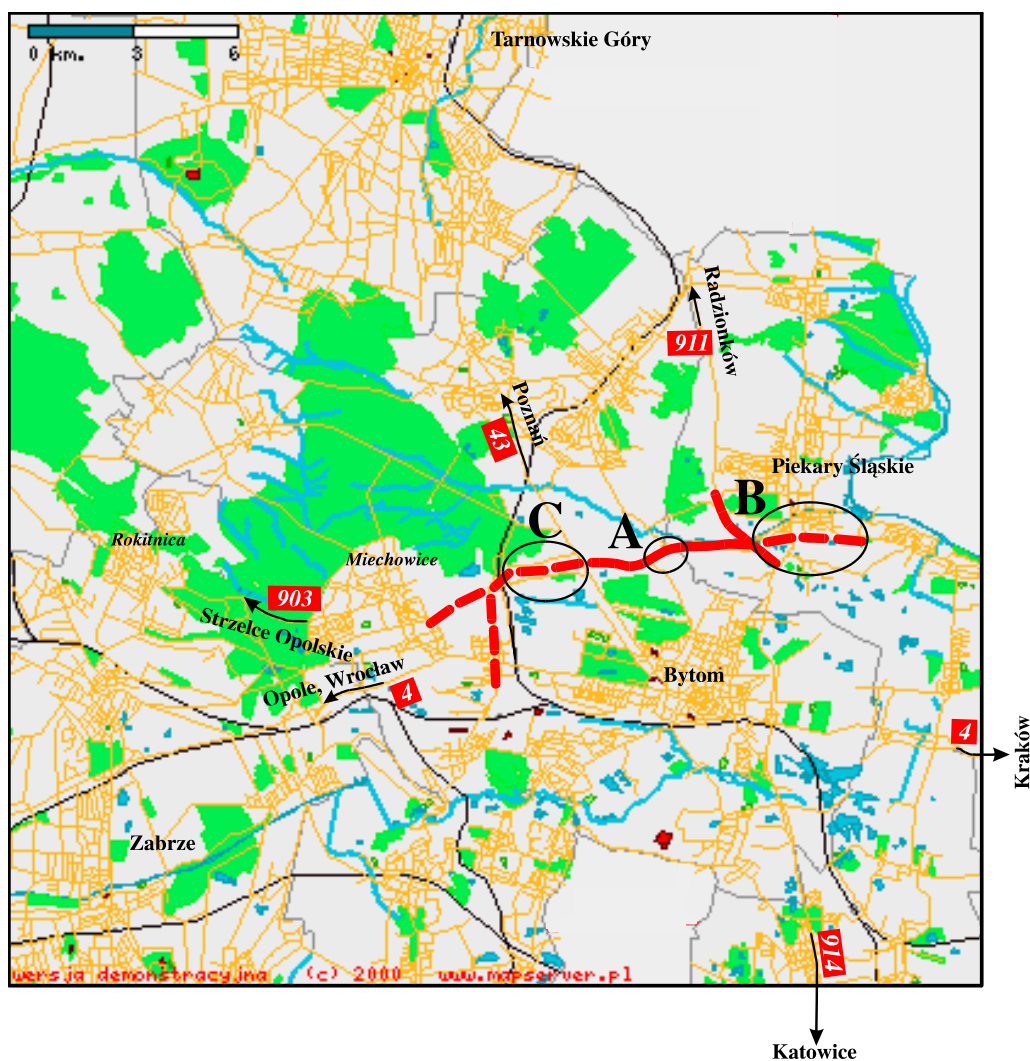 Tarnowskie Góry
0 km. 3 6
Radzionków
911
Poznań
43
Piekary Śląskie
B
C
A
Rokitnica
Miechowice
903
Strzelce Opolskie
Opole, Wrocław
4
Bytom
4
Kraków
Zabrze
914
wersja demonstracyjna (c) 2000 www.mapserver.pl
Katowice